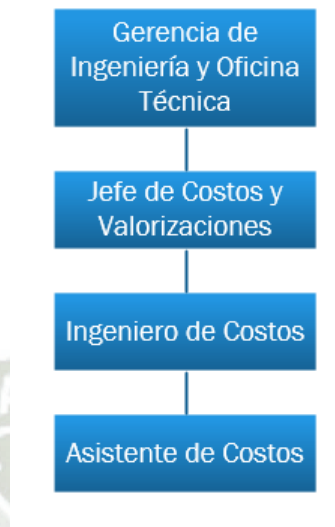 Gerencia de
Ingeniería y Oficina
Técnica
Jefe de Costos y
Valorizaciones
Ingeniero de Costos
Asistente de Costos